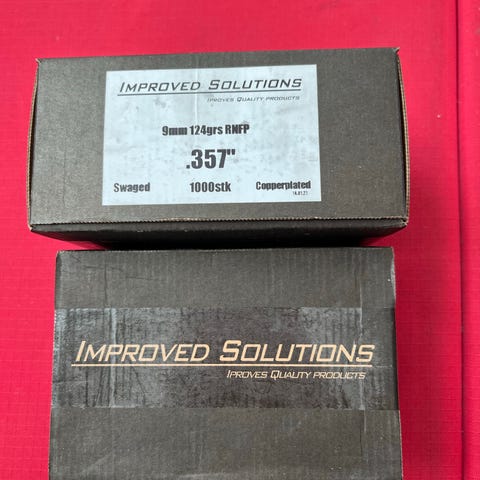 IMPROVED SOLUTIONS
IPROVES QUALITY PRODUCTS
9mm 124grs RNFP
.357"
Swaged 1000stk Copperplated
IMPROVED SOLUTIONS
IPROVES QUALITY PRODUCTS